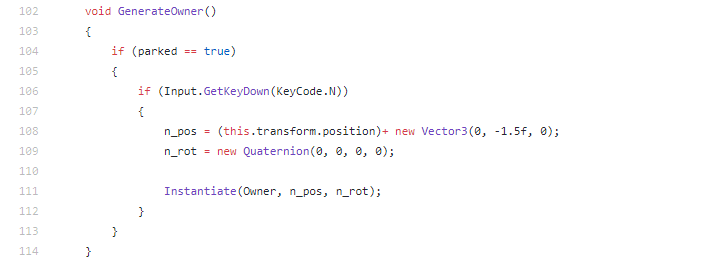 102 void GenerateOwner()
103 {
104 if (parked == true)
105 {
106 if (Input.GetKeyDown(KeyCode.N))
107 {
108 n_pos = (this.transform.position)+ new Vector3(0, -1.5f, 0);
109 n_rot = new Quaternion(0, 0, 0, 0);
110
111 Instantiate(Owner, n_pos, n_rot);
112 }
113 }
114 }